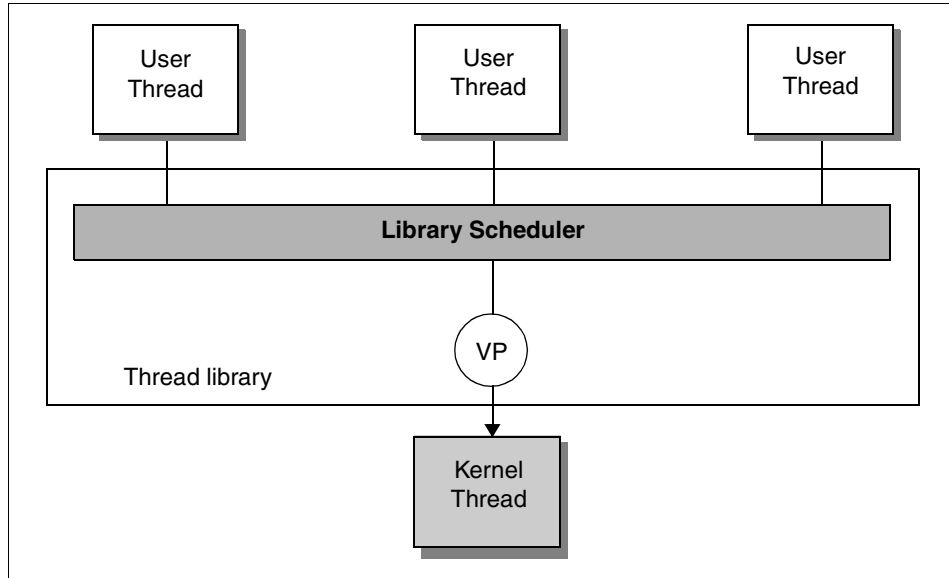 User
Thread
User
Thread
User
Thread
Library Scheduler
VP
Thread library
Kernel
Thread